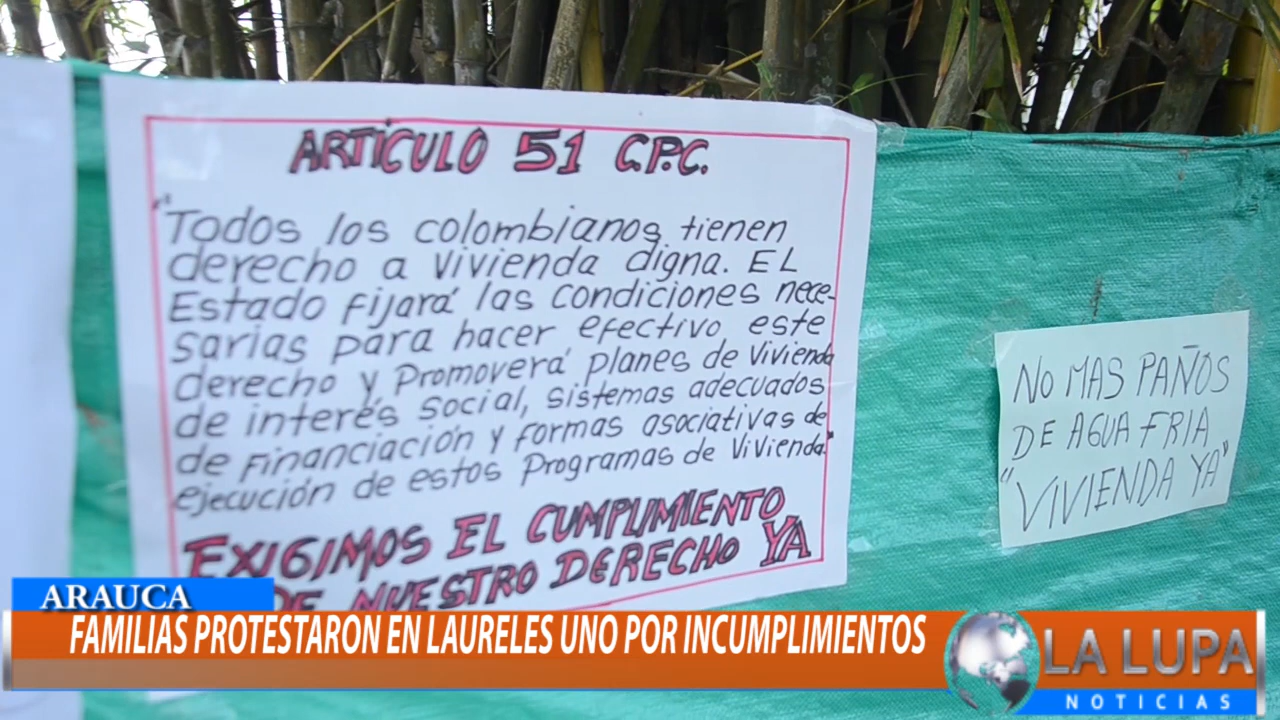 ARTÍCULO 51 C.P.C.
"Todos los colombianos tienen
derecho a vivienda digna. EL
Estado fijará las condiciones nece-
sarias para hacer efectivo este
derecho y Promoverá planes de Vivienda
de interés social, sistemas adecuados
de financiación y formas asociativas de
ejecución de estos Programas de Vivienda."
EXIGIMOS EL CUMPLIMIENTO
DE NUESTRO DERECHO YA
NO MAS PAÑOS
DE AGUA FRIA
"VIVIENDA YA"
ARAUCA
FAMILIAS PROTESTARON EN LAURELES UNO POR INCUMPLIMIENTOS
LA LUPA
NOTICIAS